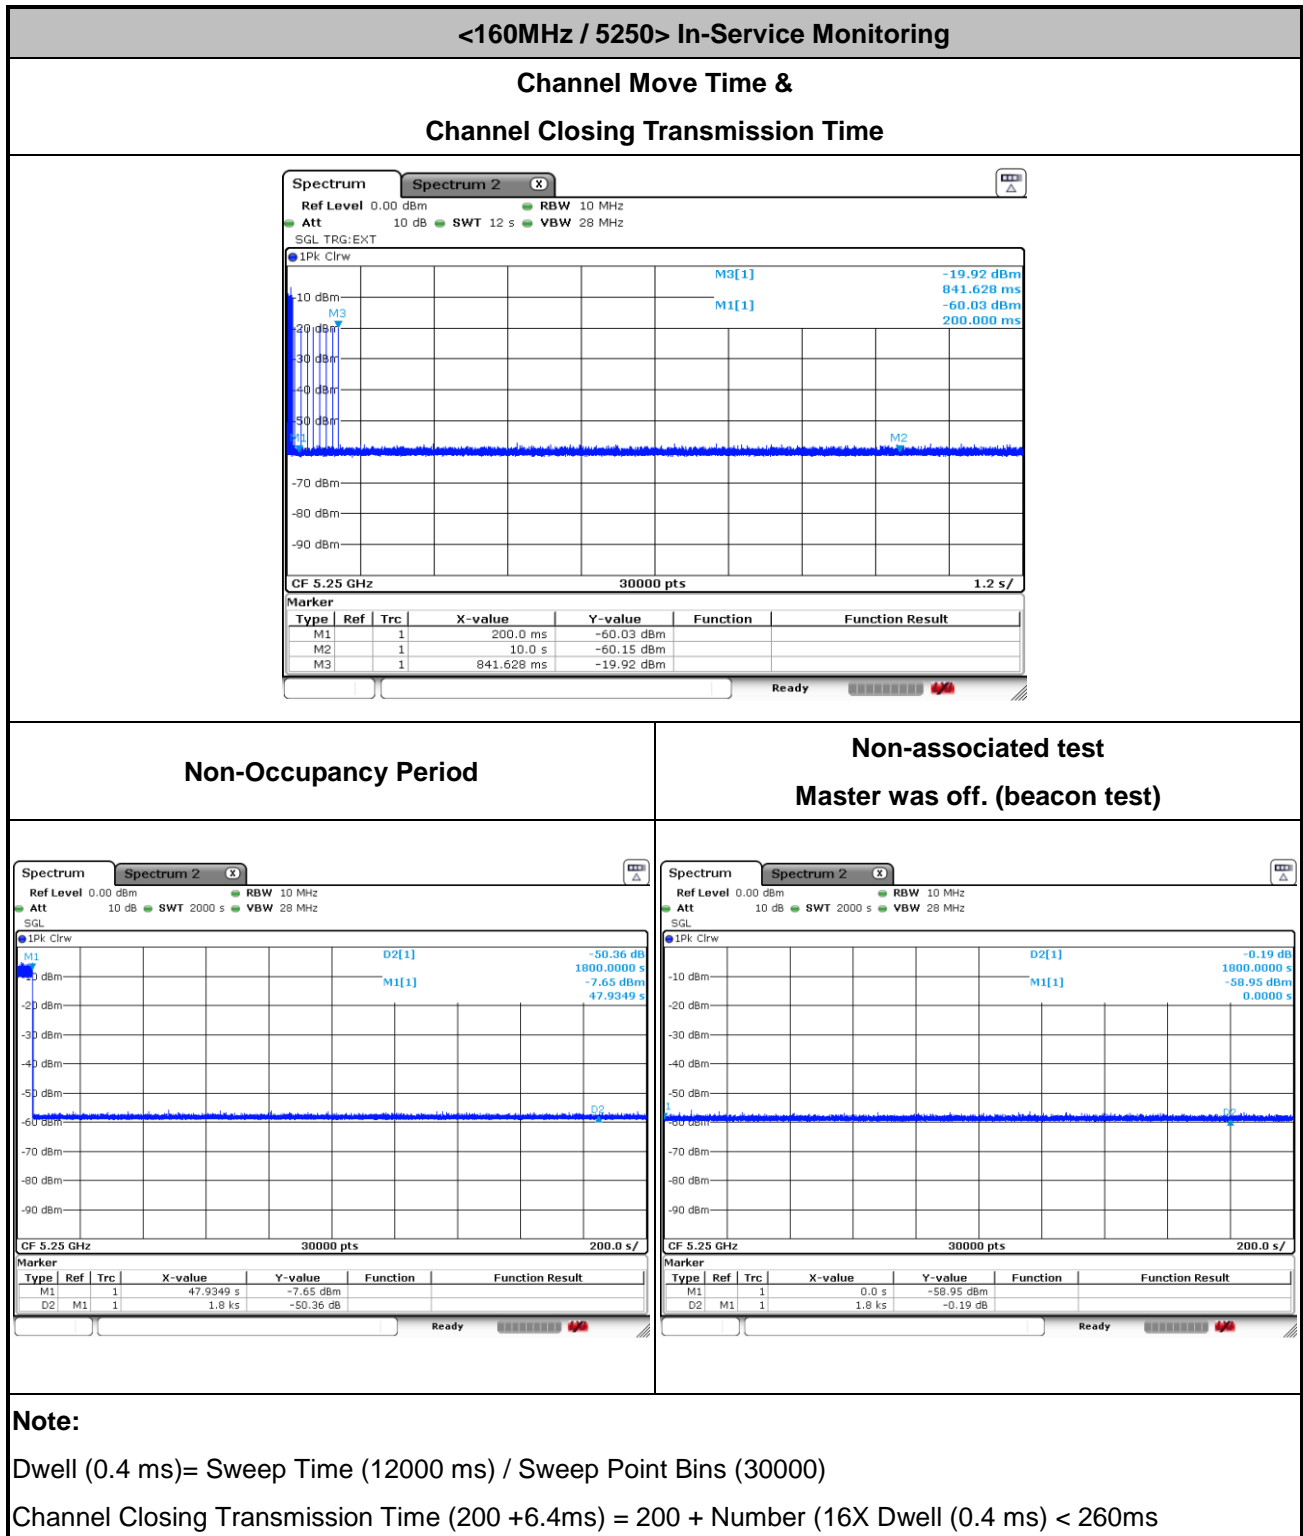 <160MHz / 5250> In-Service Monitoring
Channel Move Time &
Channel Closing Transmission Time
Spectrum Spectrum 2 X
Ref Level 0.00 dBm RBW 10 MHz
Att 10 dB SWT 12 s VBW 28 MHz
SGL TRG:EXT
1Pk Clrw
M3[1] -19.92 dBm
841.628 ms
-10 dBm M1[1] -60.03 dBm
M3 200.000 ms
-20 dBm
-30 dBm
-40 dBm
-50 dBm
M1 M2
-70 dBm
-80 dBm
-90 dBm
CF 5.25 GHz 30000 pts 1.2 s/
Marker
Type Ref Trc X-value Y-value Function Function Result
M1 1 200.0 ms -60.03 dBm
M2 1 10.0 s -60.15 dBm
M3 1 841.628 ms -19.92 dBm
Ready
Non-Occupancy Period
Non-associated test
Master was off. (beacon test)
Spectrum Spectrum 2 X
Ref Level 0.00 dBm RBW 10 MHz
Att 10 dB SWT 2000 s VBW 28 MHz
SGL
1Pk Clrw
M1 D2[1] -50.36 dB
1800.0000 s
-10 dBm M1[1] -7.65 dBm
47.9349 s
-20 dBm
-30 dBm
-40 dBm
-50 dBm
D2
-60 dBm
-70 dBm
-80 dBm
-90 dBm
CF 5.25 GHz 30000 pts 200.0 s/
Marker
Type Ref Trc X-value Y-value Function Function Result
M1 1 47.9349 s -7.65 dBm
D2 M1 1 1.8 ks -50.36 dB
Ready
Spectrum Spectrum 2 X
Ref Level 0.00 dBm RBW 10 MHz
Att 10 dB SWT 2000 s VBW 28 MHz
SGL
1Pk Clrw
D2[1] -0.19 dB
1800.0000 s
-10 dBm M1[1] -58.95 dBm
0.0000 s
-20 dBm
-30 dBm
-40 dBm
-50 dBm
1 D2
-60 dBm
-70 dBm
-80 dBm
-90 dBm
CF 5.25 GHz 30000 pts 200.0 s/
Marker
Type Ref Trc X-value Y-value Function Function Result
M1 1 0.0 s -58.95 dBm
D2 M1 1 1.8 ks -0.19 dB
Ready
Note:
Dwell (0.4 ms)= Sweep Time (12000 ms) / Sweep Point Bins (30000)
Channel Closing Transmission Time (200 +6.4ms) = 200 + Number (16X Dwell (0.4 ms) < 260ms